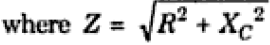 where Z = √R² + X_C²